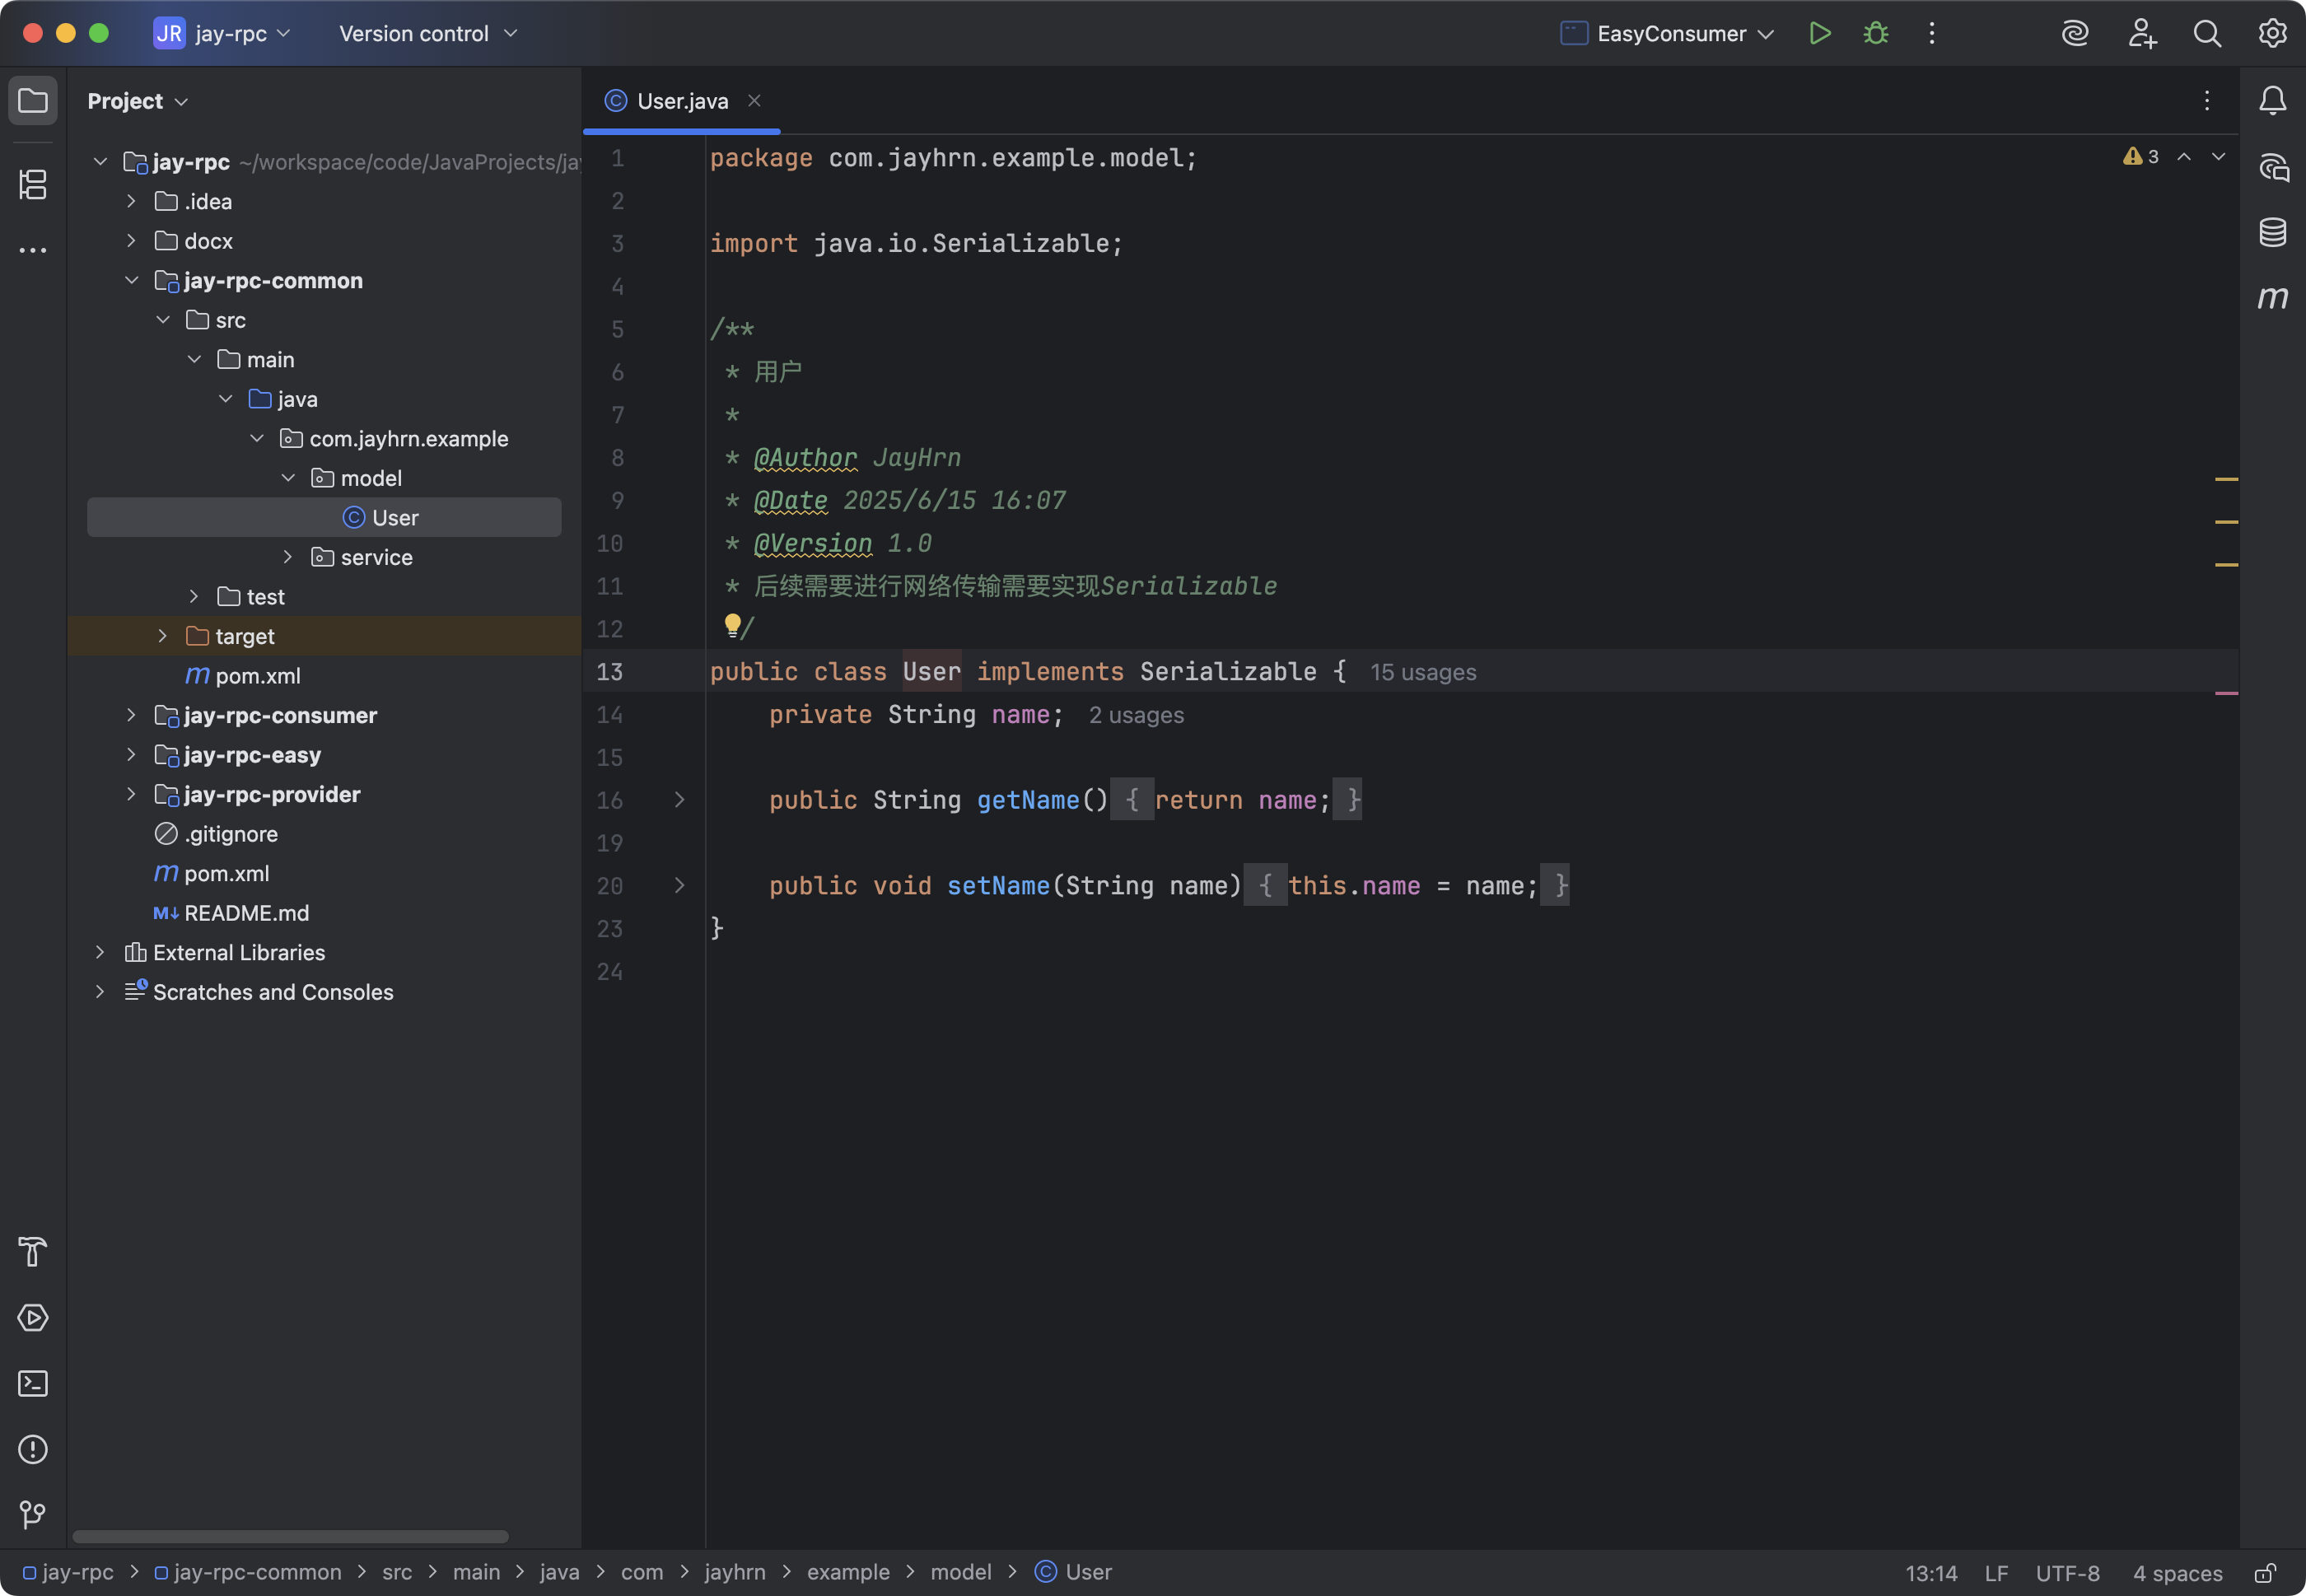 JR jay-rpc Version control EasyConsumer
Project
jay-rpc ~/workspace/code/JavaProjects/
.idea
docx
jay-rpc-common
src
main
java
com.jayhrn.example
model
User
service
test
target
m pom.xml
jay-rpc-consumer
jay-rpc-easy
jay-rpc-provider
.gitignore
m pom.xml
M↓ README.md
External Libraries
Scratches and Consoles
C User.java
3
1 package com.jayhrn.example.model;
2
3 import java.io.Serializable;
4
5 /**
6 * 用户
7 *
8 * @Author JayHrn
9 * @Date 2025/6/15 16:07
10 * @Version 1.0
11 * 后续需要进行网络传输需要实现Serializable
12 /
13 public class User implements Serializable { 15 usages
14 private String name; 2 usages
15
16 public String getName() { return name; }
19
20 public void setName(String name) { this.name = name; }
23 }
24
m
jay-rpc > jay-rpc-common > src > main > java > com > jayhrn > example > model > C User
13:14 LF UTF-8 4 spaces